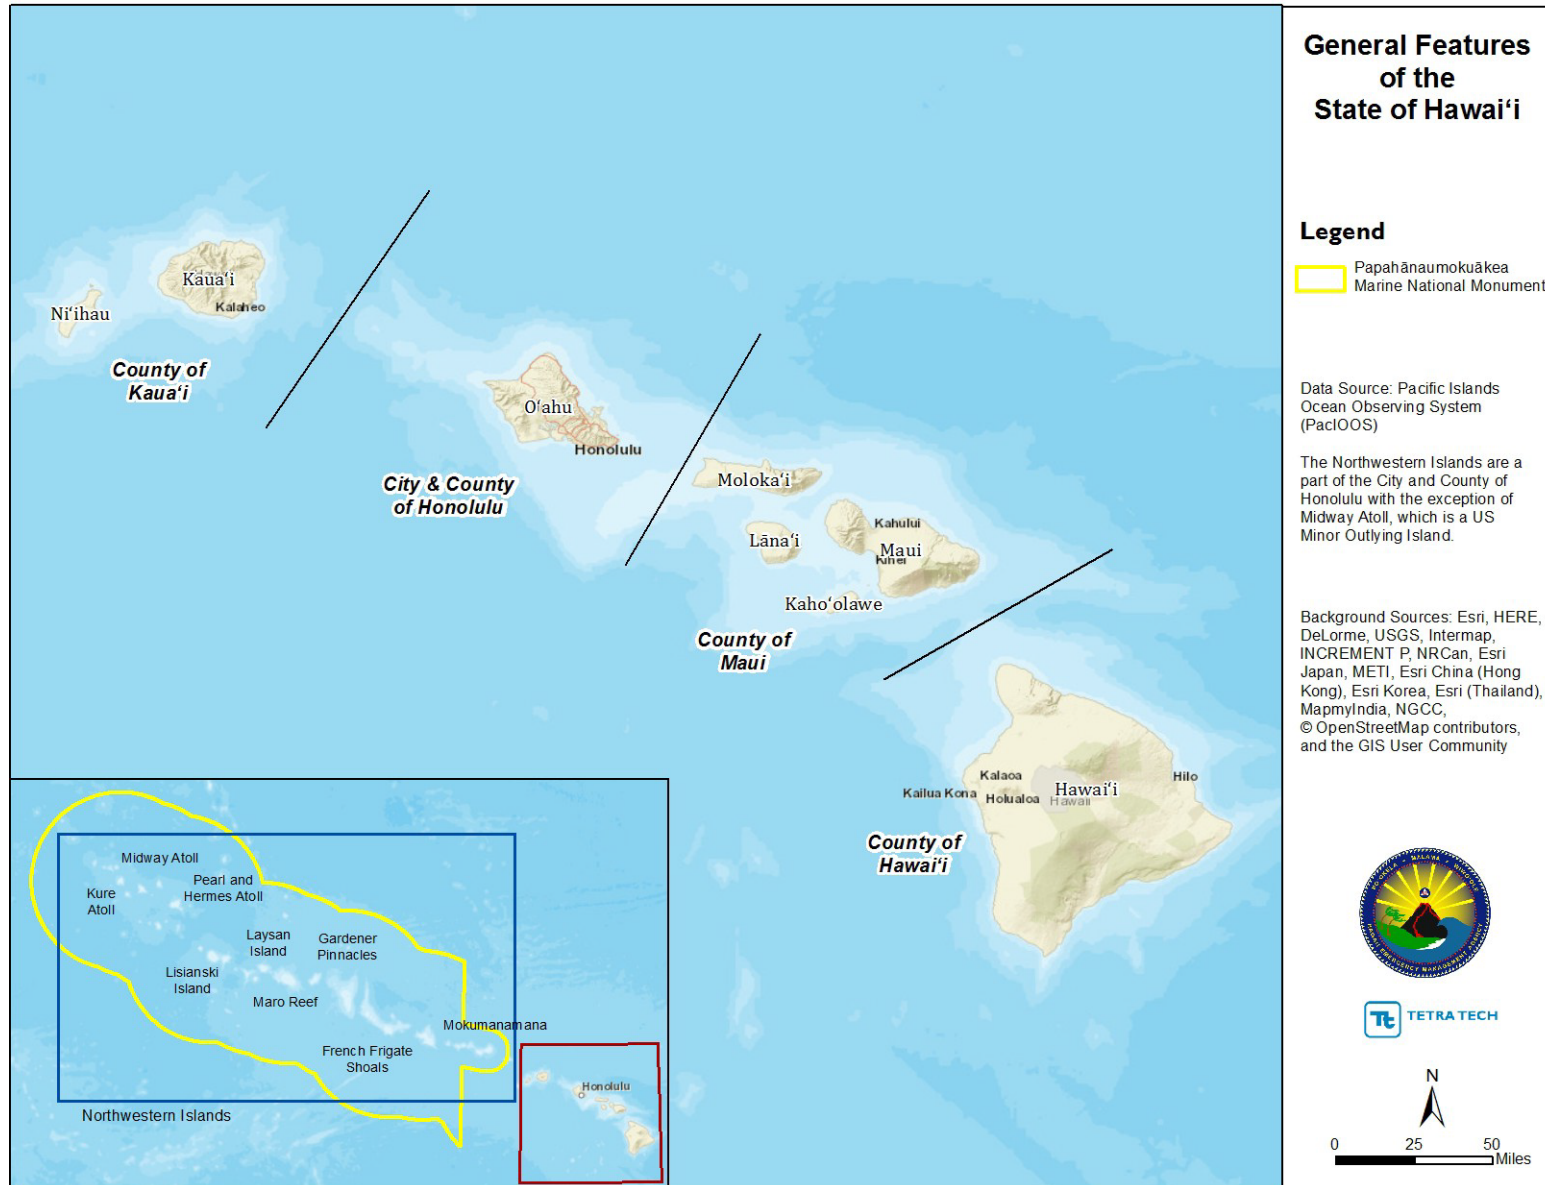 General Features
of the
State of Hawai‘i
Legend
Papahānaumokuākea
Marine National Monument
Data Source: Pacific Islands
Ocean Observing System
(PacIOOS)
The Northwestern Islands are a
part of the City and County of
Honolulu with the exception of
Midway Atoll, which is a US
Minor Outlying Island.
Background Sources: Esri, HERE,
DeLorme, USGS, Intermap,
INCREMENT P, NRCan, Esri
Japan, METI, Esri China (Hong
Kong), Esri Korea, Esri (Thailand),
MapmyIndia, NGCC,
© OpenStreetMap contributors,
and the GIS User Community
HAWAII EMERGENCY MANAGEMENT AGENCY
Tt
TETRA TECH
N
0 25 50
Miles
Kaua‘i
Kalaheo
Ni‘ihau
County of
Kaua‘i
O‘ahu
Honolulu
City & County
of Honolulu
Moloka‘i
Lāna‘i
Kahului
Maui
Kihei
Kaho‘olawe
County of
Maui
Kalaoa
Hilo
Kailua Kona
Holualoa
Hawai‘i
Hawaii
County of
Hawai‘i
Midway Atoll
Pearl and
Hermes Atoll
Kure
Atoll
Laysan
Island
Gardener
Pinnacles
Lisianski
Island
Maro Reef
Mokumanamana
French Frigate
Shoals
Honolulu
Northwestern Islands